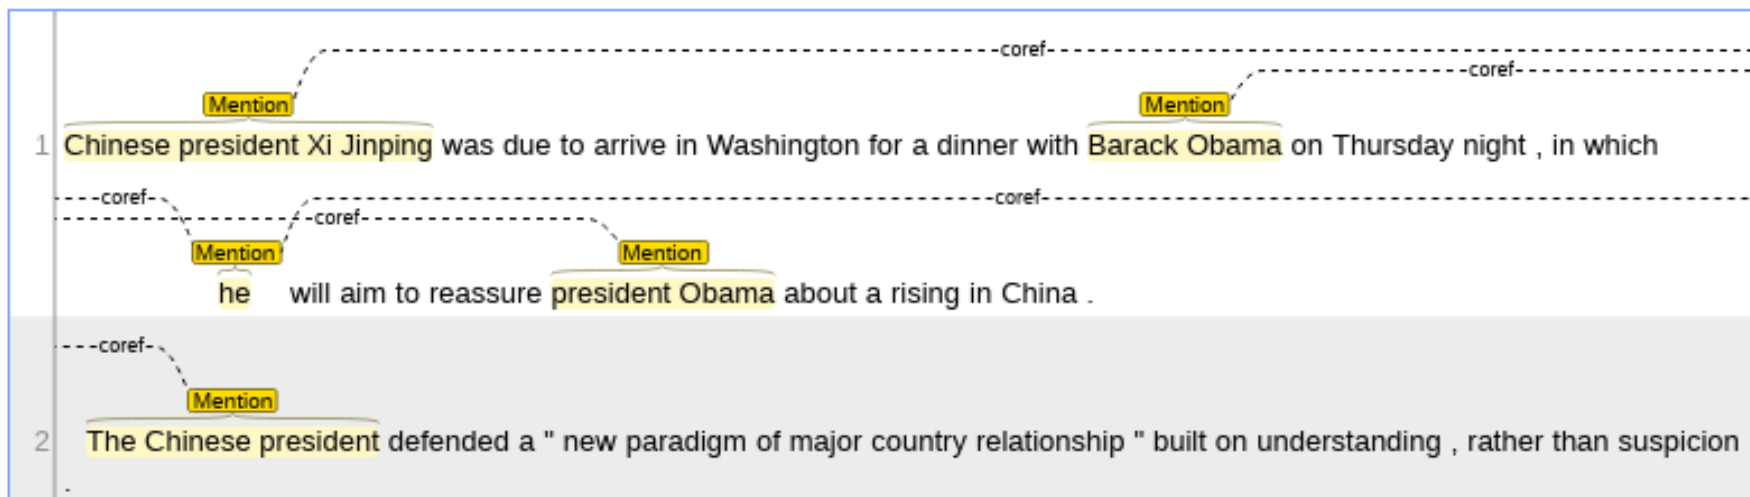 coref
coref
Mention Mention
1 Chinese president Xi Jinping was due to arrive in Washington for a dinner with Barack Obama on Thursday night , in which
coref coref
coref
Mention Mention
he will aim to reassure president Obama about a rising in China .
coref
Mention
2 The Chinese president defended a " new paradigm of major country relationship " built on understanding , rather than suspicion
.